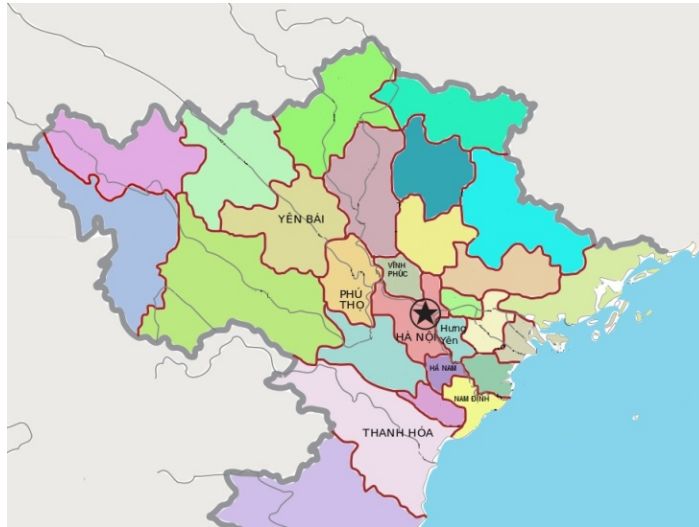 YÊN BÁI
VĨNH
PHÚC
PHÚ
THỌ
HÀ NỘI
Hưng
Yên
HÀ NAM
NAM ĐỊNH
THANH HÓA